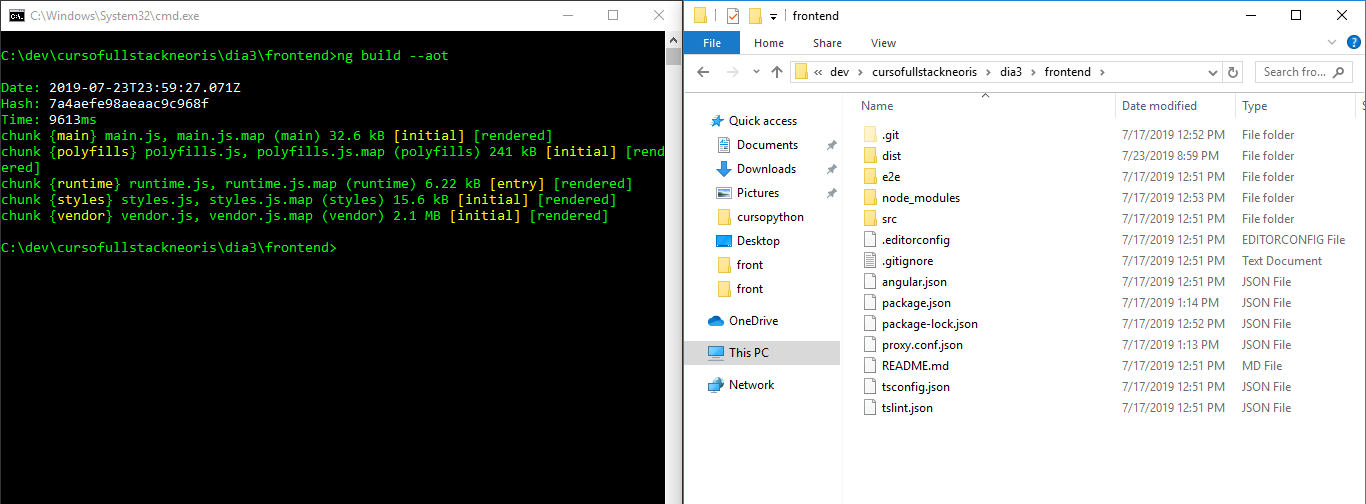 C:\Windows\System32\cmd.exe
C:\dev\cursofullstackneoris\dia3\frontend>ng build --aot
Date: 2019-07-23T23:59:27.071Z
Hash: 7a4aefe98aeaac9c968f
Time: 9613ms
chunk {main} main.js, main.js.map (main) 32.6 kB [initial] [rendered]
chunk {polyfills} polyfills.js, polyfills.js.map (polyfills) 241 kB [initial] [rend
ered]
chunk {runtime} runtime.js, runtime.js.map (runtime) 6.22 kB [entry] [rendered]
chunk {styles} styles.js, styles.js.map (styles) 15.6 kB [initial] [rendered]
chunk {vendor} vendor.js, vendor.js.map (vendor) 2.1 MB [initial] [rendered]
C:\dev\cursofullstackneoris\dia3\frontend>
frontend
File Home Share View
« dev > cursofullstackneoris > dia3 > frontend >
Search fro...
Quick access
Documents
Downloads
Pictures
cursopython
Desktop
front
front
OneDrive
This PC
Network
Name Date modified Type S
.git 7/17/2019 12:52 PM File folder
dist 7/23/2019 8:59 PM File folder
e2e 7/17/2019 12:51 PM File folder
node_modules 7/17/2019 12:53 PM File folder
src 7/17/2019 12:51 PM File folder
.editorconfig 7/17/2019 12:51 PM EDITORCONFIG File
.gitignore 7/17/2019 12:51 PM Text Document
angular.json 7/17/2019 12:51 PM JSON File
package.json 7/17/2019 1:14 PM JSON File
package-lock.json 7/17/2019 12:52 PM JSON File
proxy.conf.json 7/17/2019 1:13 PM JSON File
README.md 7/17/2019 12:51 PM MD File
tsconfig.json 7/17/2019 12:51 PM JSON File
tslint.json 7/17/2019 12:51 PM JSON File